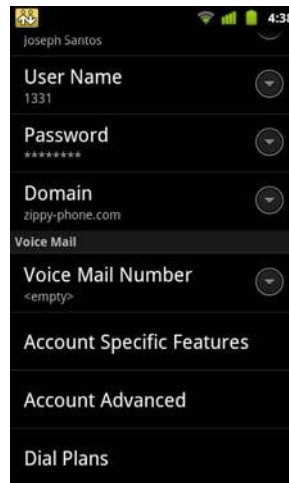 4:38
joseph Santos
User Name
1331
Password
********
Domain
zippy-phone.com
Voice Mail
Voice Mail Number
<empty>
Account Specific Features
Account Advanced
Dial Plans